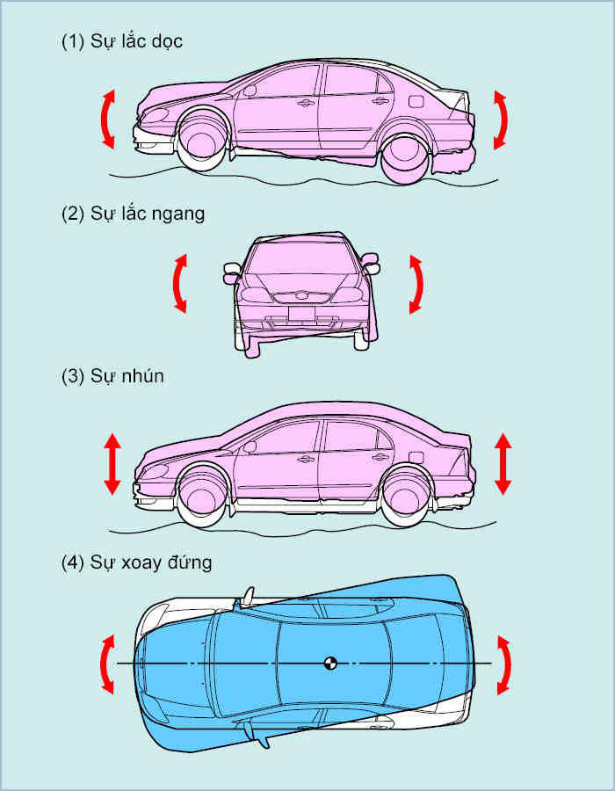 (1) Sự lắc dọc
(2) Sự lắc ngang
(3) Sự nhún
(4) Sự xoay đứng